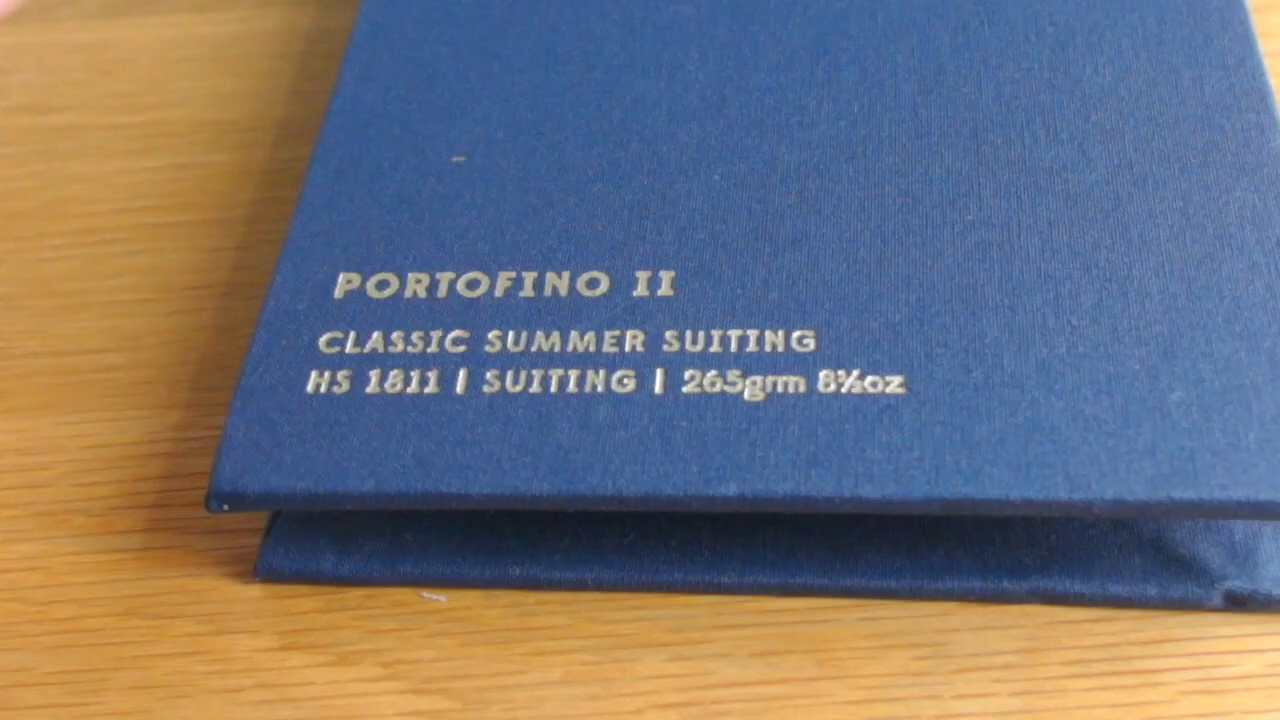 PORTOFINO II
CLASSIC SUMMER SUITING
HS 1811 | SUITING | 265grm 8½oz